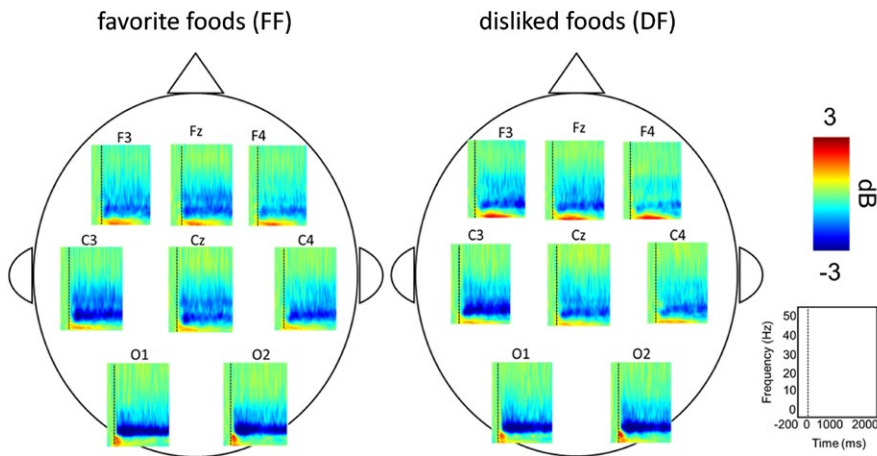 favorite foods (FF)
disliked foods (DF)
F3 Fz F4
F3 Fz F4
C3 Cz C4
C3 Cz C4
O1 O2
O1 O2
3
dB
-3
Frequency (Hz)
50
40
30
20
10
0
-200 0 1000 2000
Time (ms)